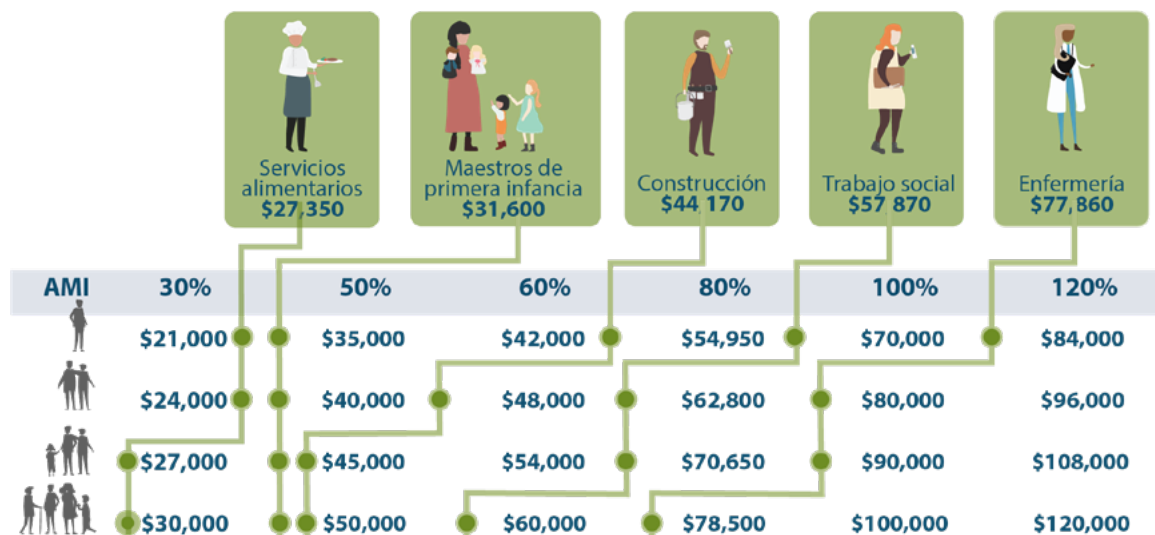 Servicios
alimentarios
$27,350
Maestros de
primera infancia
$31,600
Construcción
$44,170
Trabajo social
$57,870
Enfermería
$77,860
AMI 30% 50% 60% 80% 100% 120%
$21,000 $35,000 $42,000 $54,950 $70,000 $84,000
$24,000 $40,000 $48,000 $62,800 $80,000 $96,000
$27,000 $45,000 $54,000 $70,650 $90,000 $108,000
$30,000 $50,000 $60,000 $78,500 $100,000 $120,000